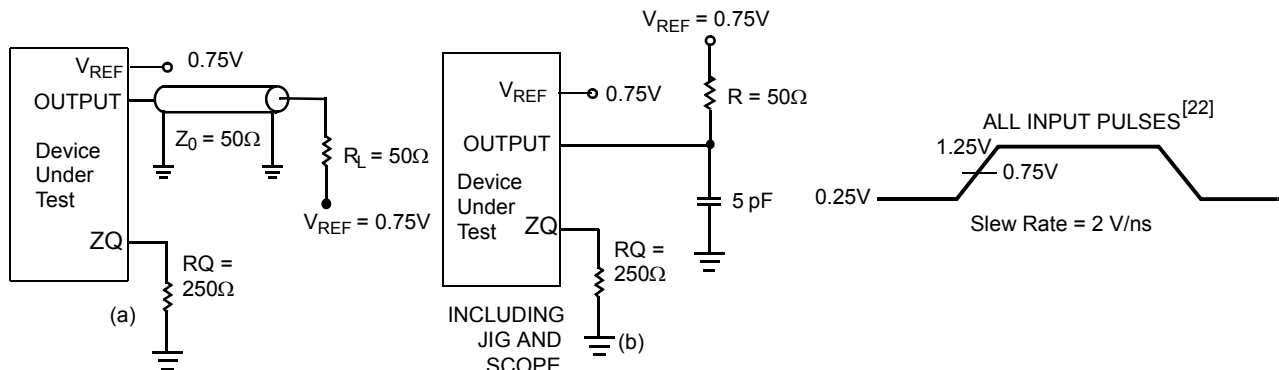 V_REF
0.75V
OUTPUT
Z_0 = 50Ω
Device
Under
Test
R_L = 50Ω
V_REF = 0.75V
ZQ
RQ =
250Ω
(a)
V_REF = 0.75V
R = 50Ω
V_REF
0.75V
OUTPUT
Device
Under
Test
5 pF
ZQ
RQ =
250Ω
INCLUDING
JIG AND
SCOPE
(b)
ALL INPUT PULSES[22]
1.25V
0.75V
0.25V
Slew Rate = 2 V/ns